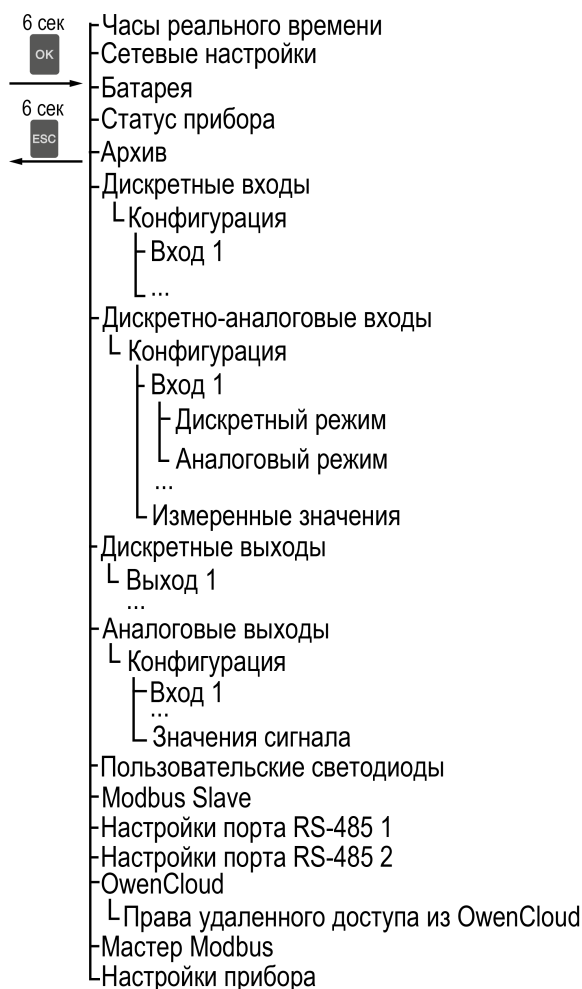 6 сек
OK
6 сек
ESC
Часы реального времени
Сетевые настройки
Батарея
Статус прибора
Архив
Дискретные входы
Конфигурация
Вход 1
...
Дискретно-аналоговые входы
Конфигурация
Вход 1
Дискретный режим
Аналоговый режим
...
Измеренные значения
Дискретные выходы
Выход 1
...
Аналоговые выходы
Конфигурация
Вход 1
...
Значения сигнала
Пользовательские светодиоды
Modbus Slave
Настройки порта RS-485 1
Настройки порта RS-485 2
OwenCloud
Права удаленного доступа из OwenCloud
Мастер Modbus
Настройки прибора